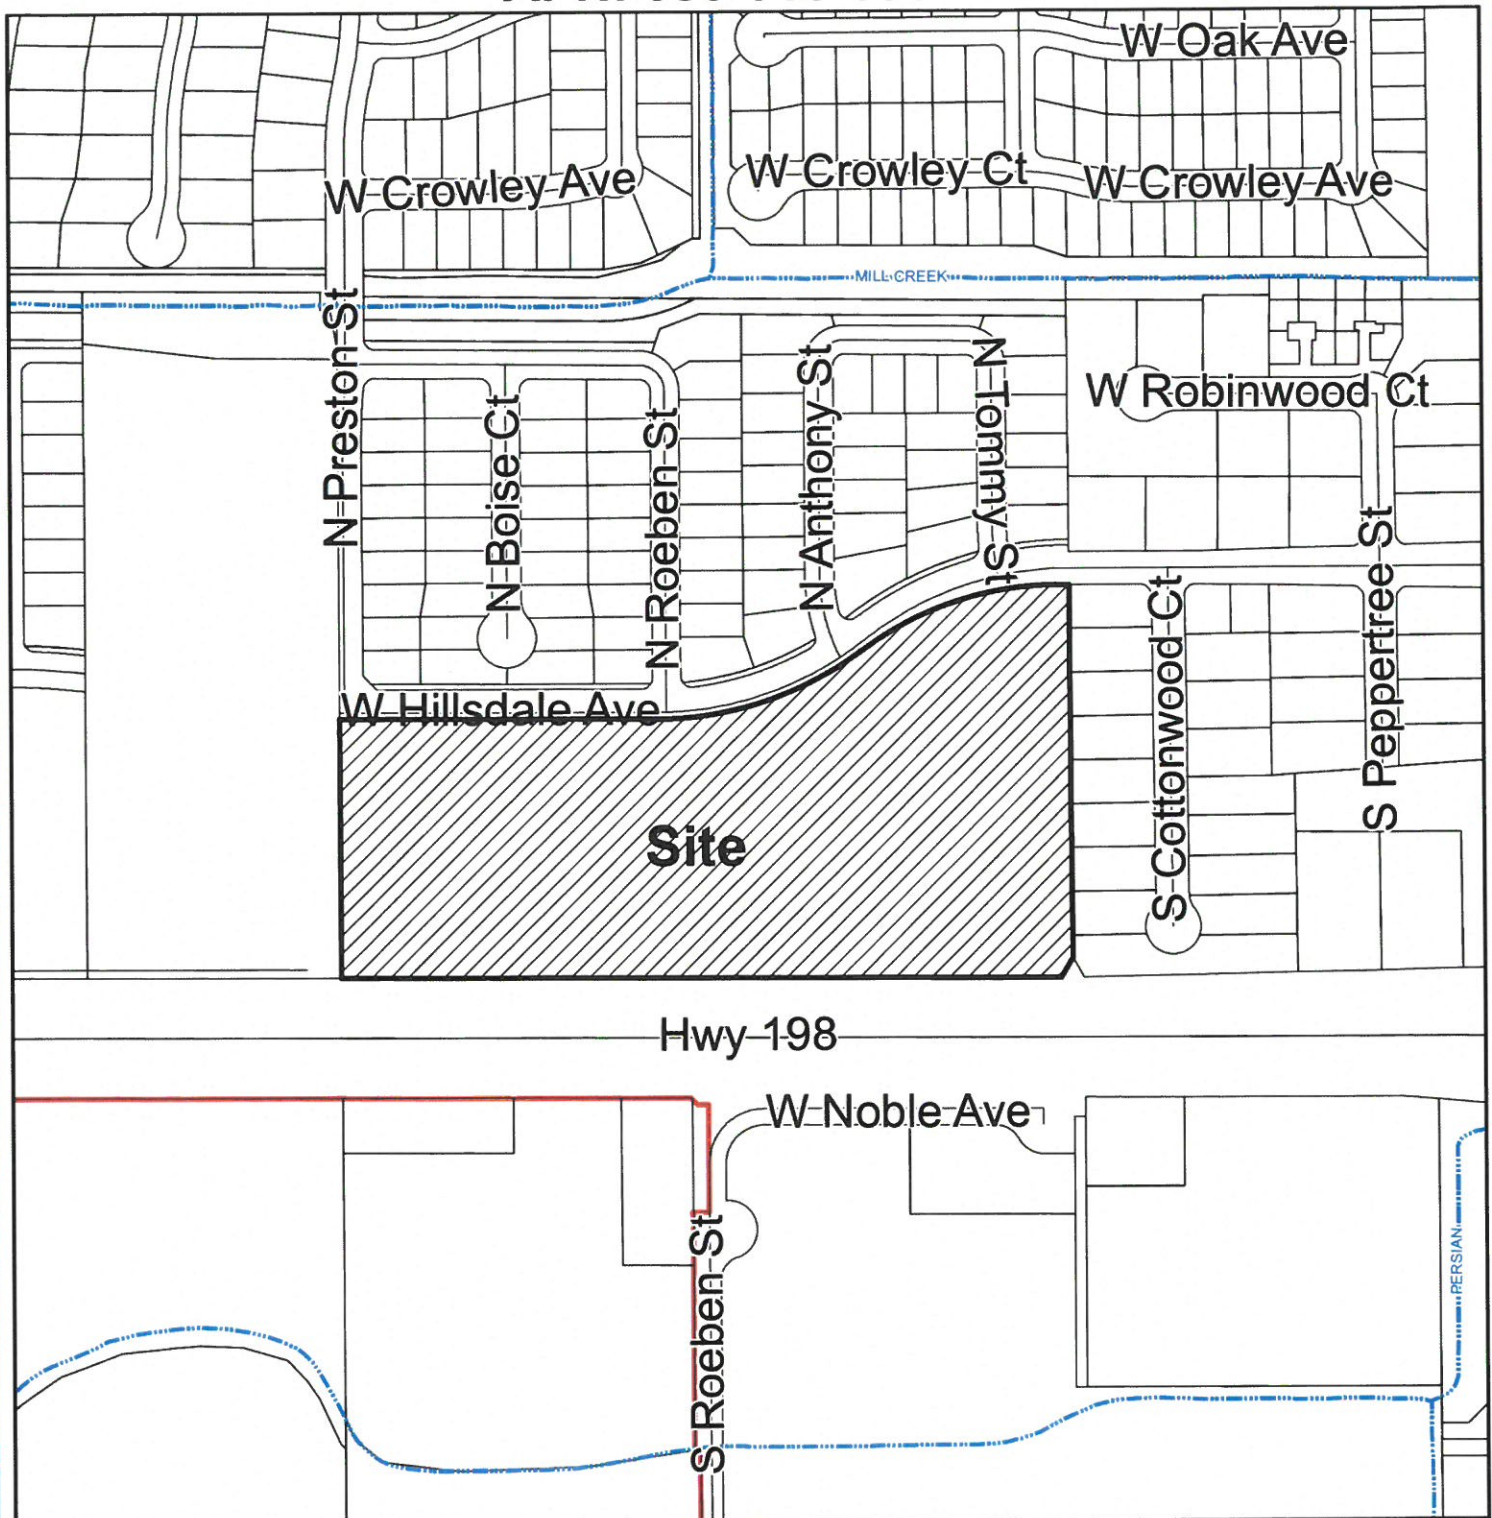 W Oak Ave
W Crowley Ave
W Crowley Ct
W Crowley Ave
MILL CREEK
N Preston St
N Boise Ct
N Roeben St
N Anthony St
N Tommy St
W Robinwood Ct
S Peppertree St
S Cottonwood Ct
W Hillsdale Ave
Site
Hwy 198
W Noble Ave
S Roeben St
PERSIAN